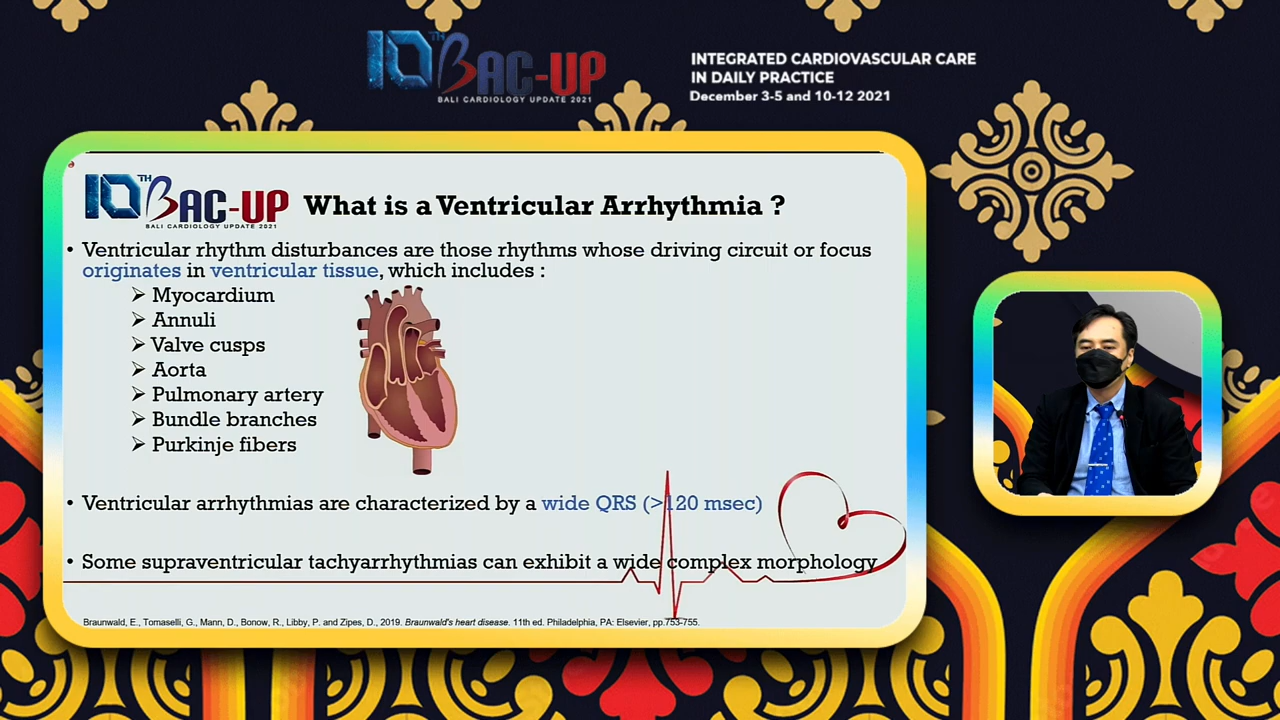 10TH BAC-UP
BALI CARDIOLOGY UPDATE 2021
INTEGRATED CARDIOVASCULAR CARE
IN DAILY PRACTICE
December 3-5 and 10-12 2021
10TH BAC-UP
BALI CARDIOLOGY UPDATE 2021
What is a Ventricular Arrhythmia ?
• Ventricular rhythm disturbances are those rhythms whose driving circuit or focus
originates in ventricular tissue, which includes :
➢ Myocardium
➢ Annuli
➢ Valve cusps
➢ Aorta
➢ Pulmonary artery
➢ Bundle branches
➢ Purkinje fibers
• Ventricular arrhythmias are characterized by a wide QRS (>120 msec)
• Some supraventricular tachyarrhythmias can exhibit a wide complex morphology
Braunwald, E., Tomaselli, G., Mann, D., Bonow, R., Libby, P. and Zipes, D., 2019. Braunwald's heart disease. 11th ed. Philadelphia, PA: Elsevier, pp.753-755.